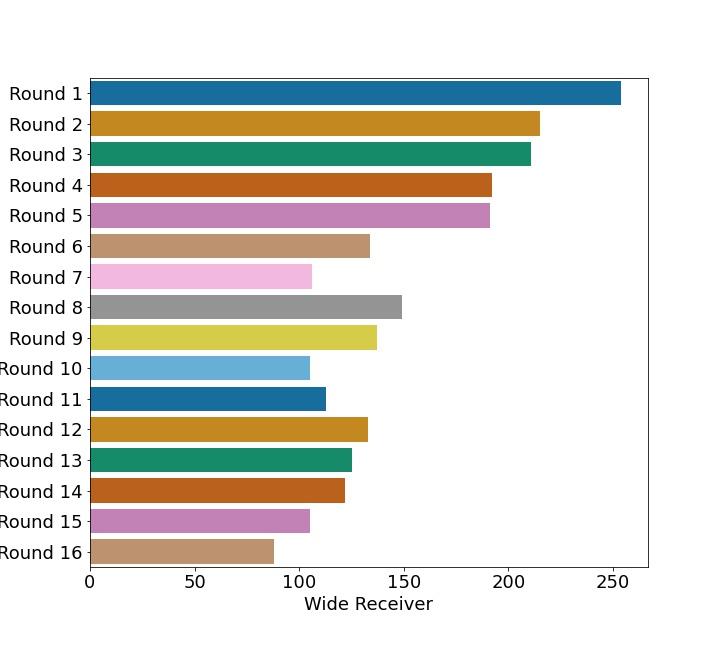 Round 1
Round 2
Round 3
Round 4
Round 5
Round 6
Round 7
Round 8
Round 9
Round 10
Round 11
Round 12
Round 13
Round 14
Round 15
Round 16
0 50 100 150 200 250
Wide Receiver